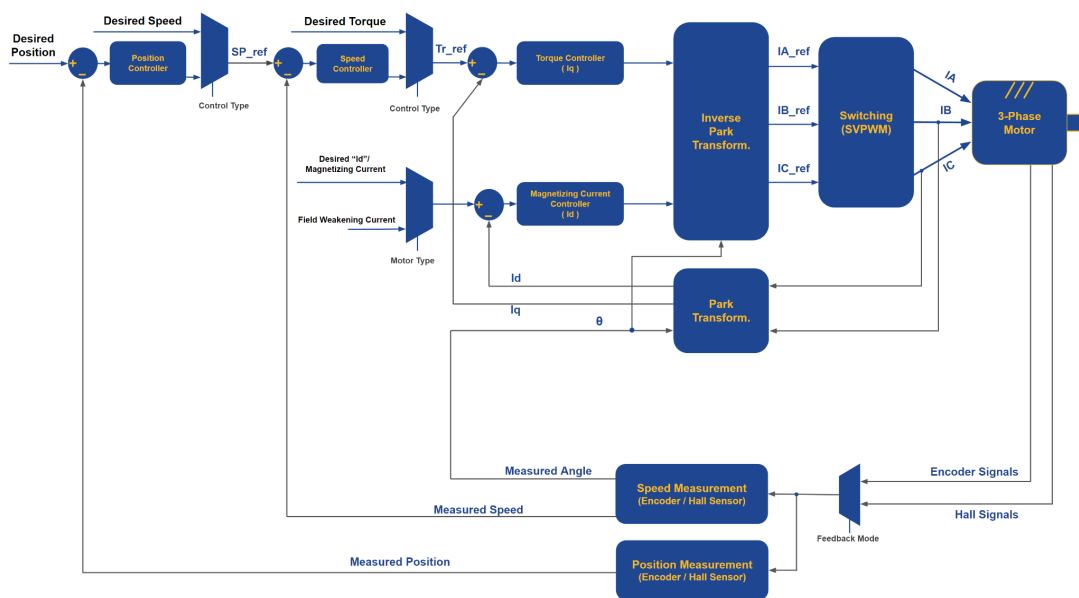 Desired Speed
Desired
Position
+
−
Position
Controller
SP_ref
Control Type
Desired Torque
+
−
Speed
Controller
Tr_ref
Control Type
+
−
Torque Controller
( Iq )
Inverse
Park
Transform.
IA_ref
IB_ref
IC_ref
Switching
(SVPWM)
IA
IB
IC
3-Phase
Motor
Desired “Id”/
Magnetizing Current
Field Weakening Current
Motor Type
+
−
Magnetizing Current
Controller
( Id )
Id
Iq
θ
Park
Transform.
Measured Angle
Measured Speed
Speed Measurement
(Encoder / Hall Sensor)
Encoder Signals
Hall Signals
Feedback Mode
Measured Position
Position Measurement
(Encoder / Hall Sensor)